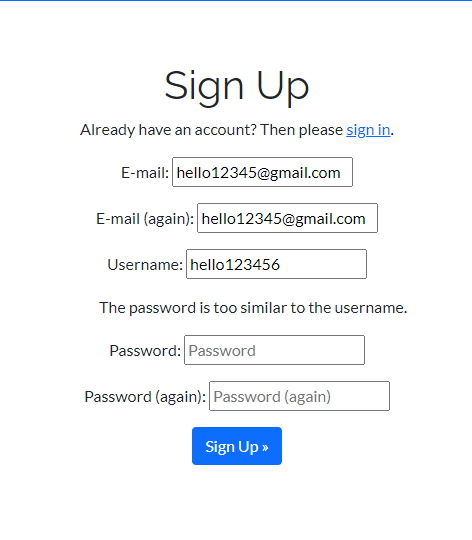 Sign Up
Already have an account? Then please sign in.
E-mail: hello12345@gmail.com
E-mail (again): hello12345@gmail.com
Username: hello123456
The password is too similar to the username.
Password: Password
Password (again): Password (again)
Sign Up »